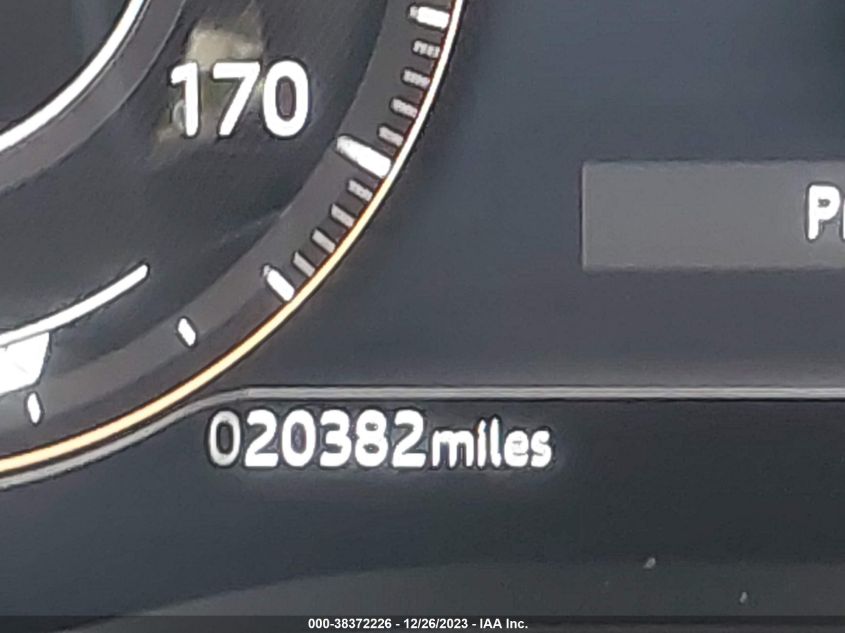 170
P
020382miles
000-38372226 - 12/26/2023 - IAA Inc.